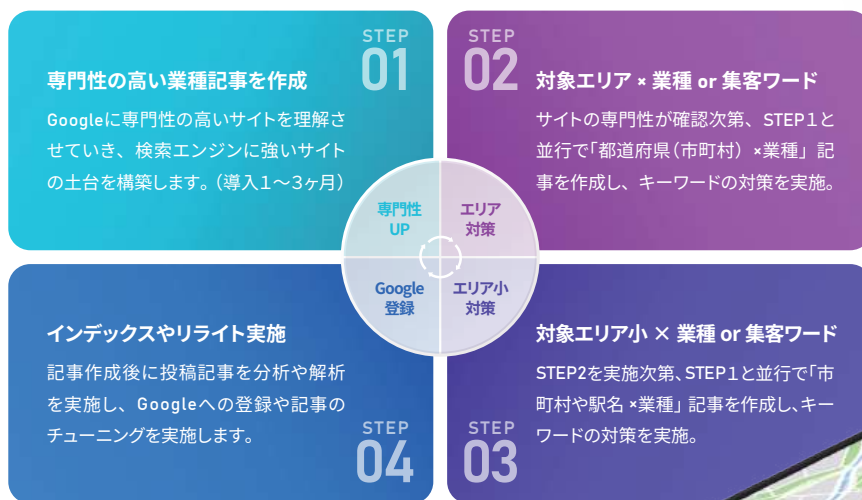 STEP
01
専門性の高い業種記事を作成
Googleに専門性の高いサイトを理解さ
せていき、検索エンジンに強いサイト
の土台を構築します。（導入１〜３ヶ月）
STEP
02
対象エリア × 業種 or 集客ワード
サイトの専門性が確認次第、STEP１と
並行で「都道府県（市町村）×業種」記
事を作成し、キーワードの対策を実施。
専門性
UP
エリア
対策
Google
登録
エリア小
対策
対象エリア小 × 業種 or 集客ワード
STEP2を実施次第、STEP１と並行で「市
町村や駅名 ×業種」記事を作成し、キー
ワードの対策を実施。
STEP
03
インデックスやリライト実施
記事作成後に投稿記事を分析や解析
を実施し、Googleへの登録や記事の
チューニングを実施します。
STEP
04